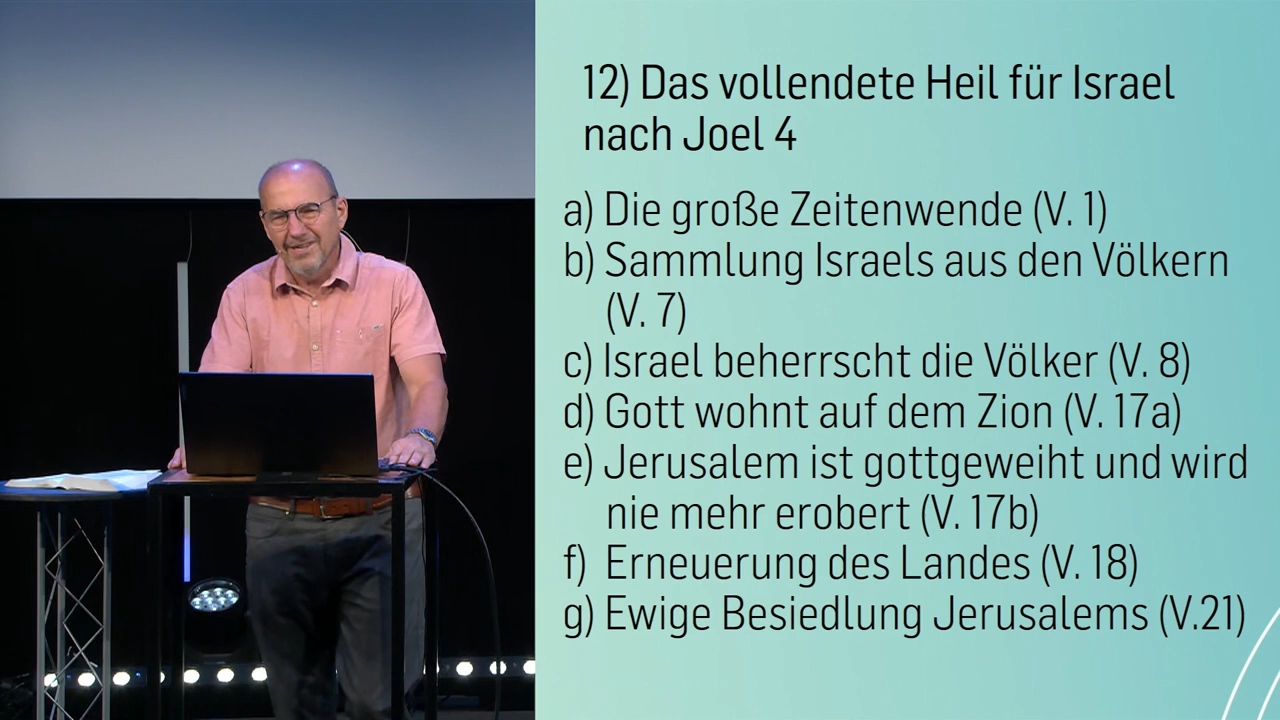 12) Das vollendete Heil für Israel
nach Joel 4
a) Die große Zeitenwende (V. 1)
b) Sammlung Israels aus den Völkern
(V. 7)
c) Israel beherrscht die Völker (V. 8)
d) Gott wohnt auf dem Zion (V. 17a)
e) Jerusalem ist gottgeweiht und wird
nie mehr erobert (V. 17b)
f) Erneuerung des Landes (V. 18)
g) Ewige Besiedlung Jerusalems (V.21)